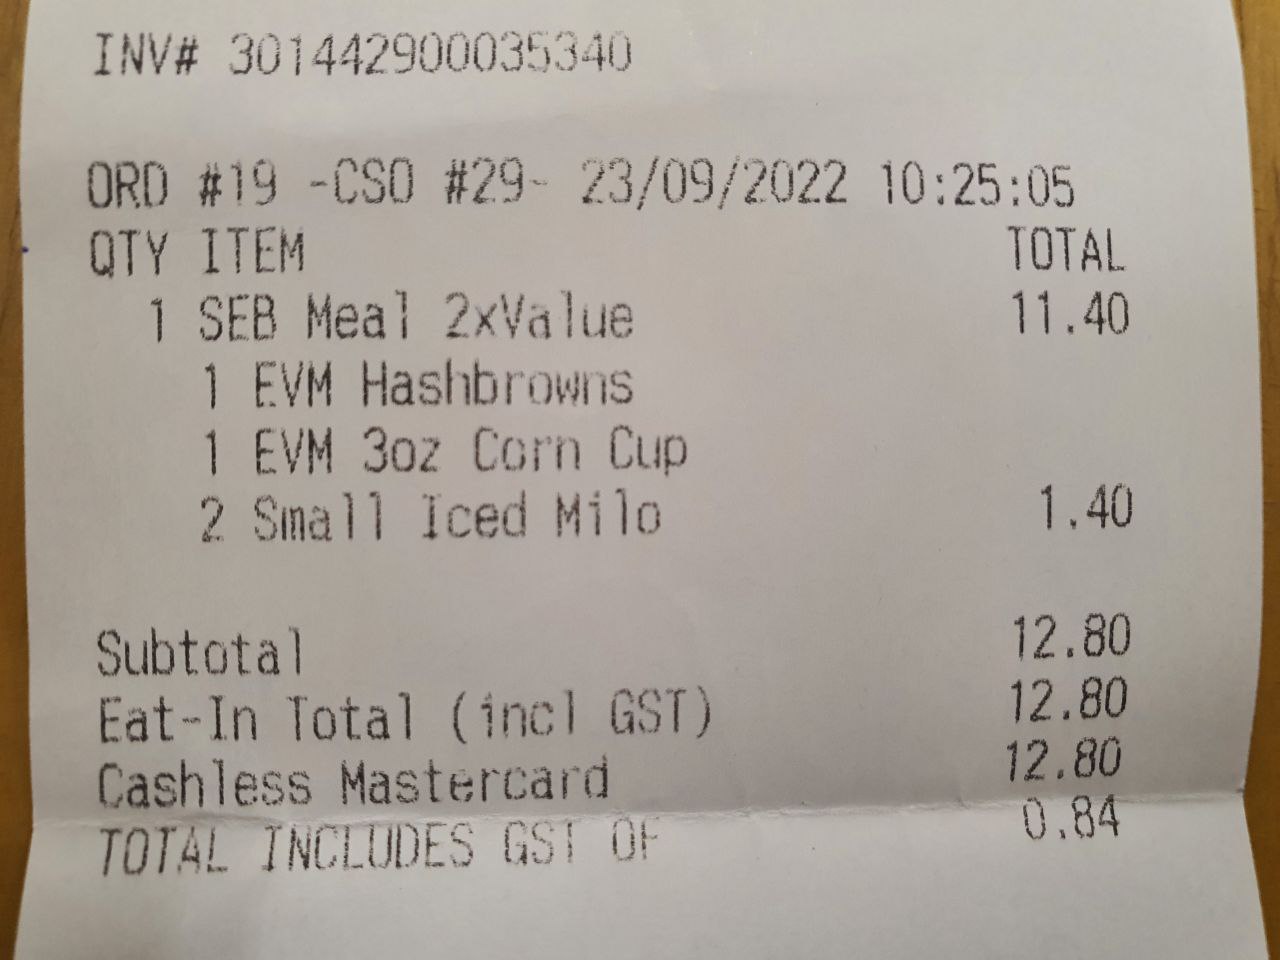 INV# 301442900035340
ORD #19 -CSO #29- 23/09/2022 10:25:05
QTY ITEM TOTAL
1 SEB Meal 2xValue 11.40
1 EVM Hashbrowns
1 EVM 3oz Corn Cup
2 Small Iced Milo 1.40
Subtotal 12.80
Eat-In Total (incl GST) 12.80
Cashless Mastercard 12.80
TOTAL INCLUDES GST OF 0.84